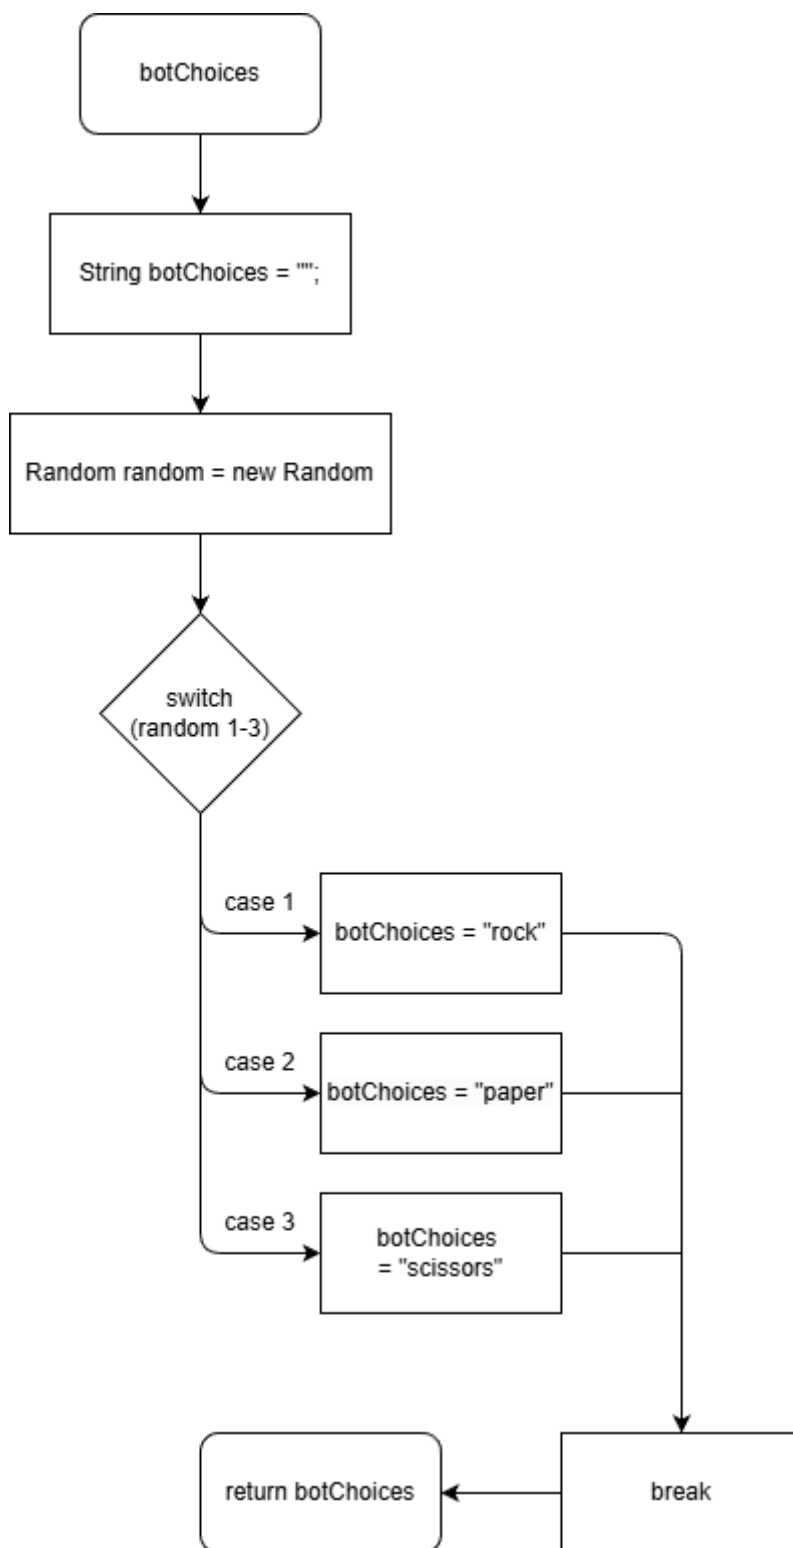 botChoices
String botChoices = "";
Random random = new Random
switch
(random 1-3)
case 1
botChoices = "rock"
case 2
botChoices = "paper"
case 3
botChoices
= "scissors"
return botChoices
break